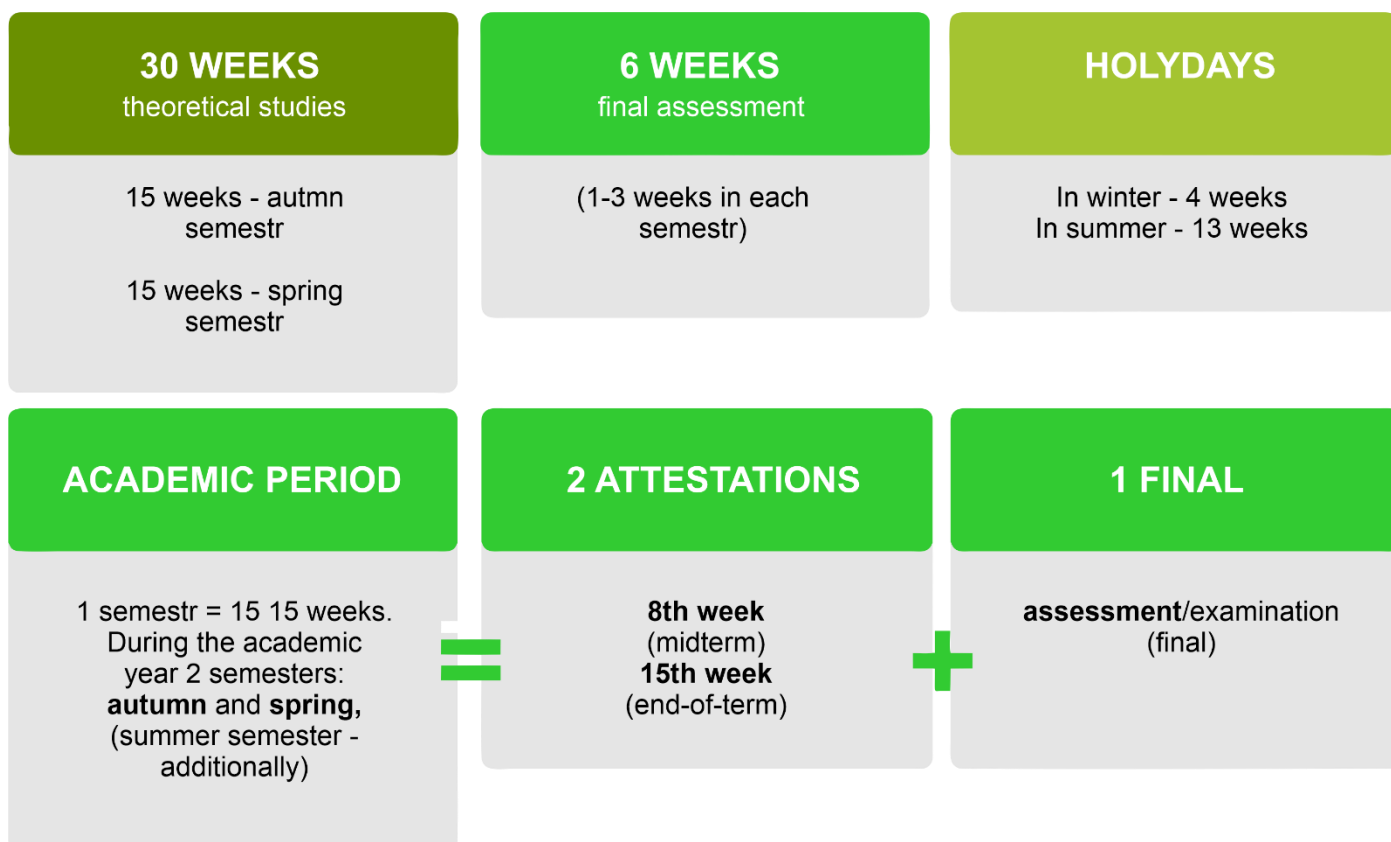 30 WEEKS
theoretical studies
15 weeks - autmn
semestr
15 weeks - spring
semestr
6 WEEKS
final assessment
(1-3 weeks in each
semestr)
HOLYDAYS
In winter - 4 weeks
In summer - 13 weeks
ACADEMIC PERIOD
1 semestr = 15 15 weeks.
During the academic
year 2 semesters:
autumn and spring,
(summer semester -
additionally)
=
2 ATTESTATIONS
8th week
(midterm)
15th week
(end-of-term)
+
1 FINAL
assessment/examination
(final)